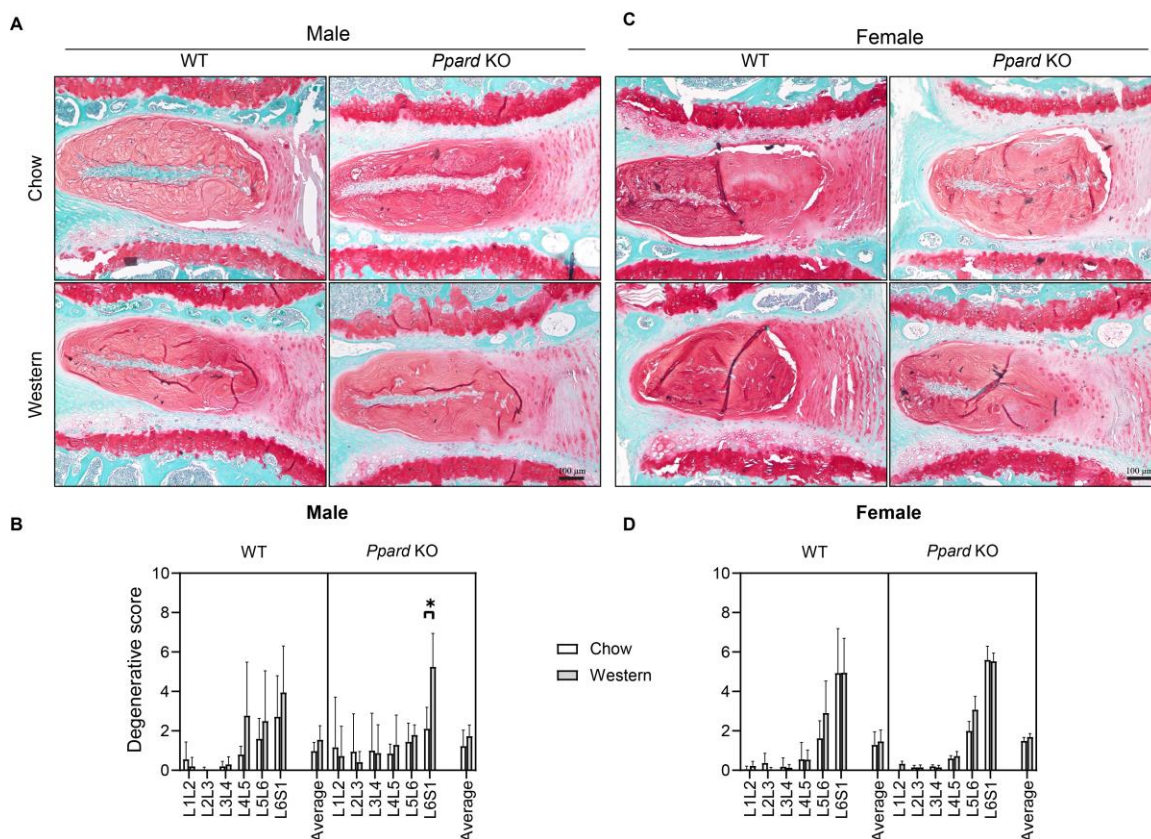 A
Male
WT
Ppard KO
Chow
Western
100 µm
C
Female
WT
Ppard KO
100 µm
B
Male
WT
Ppard KO
Degenerative score
10
8
6
4
2
0
*
L1L2
L2L3
L3L4
L4L5
L5L6
L6S1
Average
L1L2
L2L3
L3L4
L4L5
L5L6
L6S1
Average
Chow
Western
D
Female
WT
Ppard KO
10
8
6
4
2
0
L1L2
L2L3
L3L4
L4L5
L5L6
L6S1
Average
L1L2
L2L3
L3L4
L4L5
L5L6
L6S1
Average